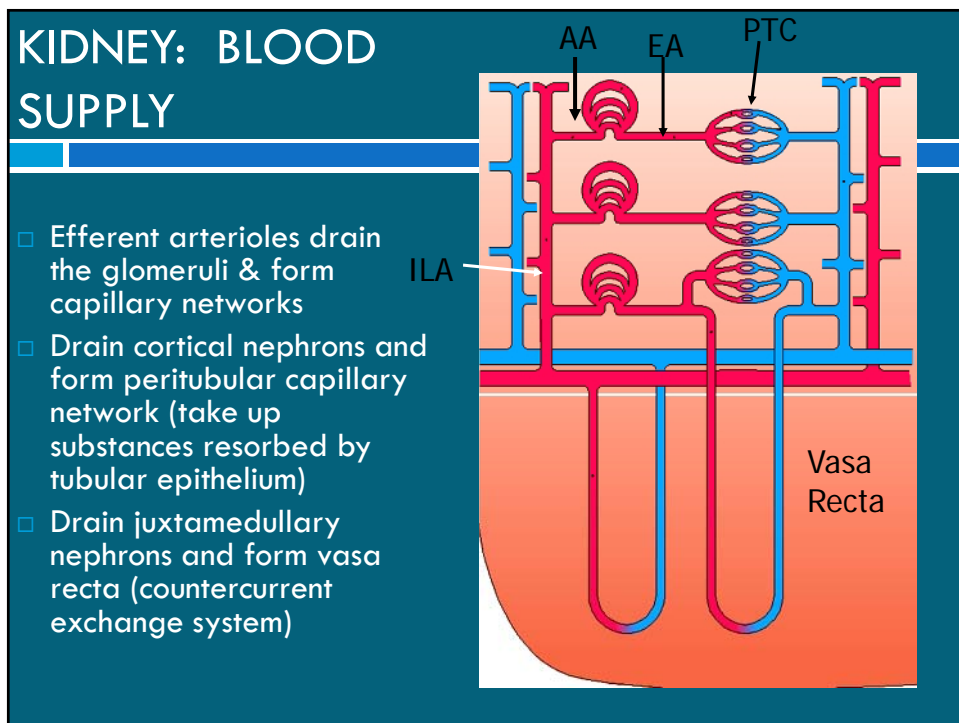 KIDNEY: BLOOD
SUPPLY
Efferent arterioles drain
the glomeruli & form
capillary networks
Drain cortical nephrons and
form peritubular capillary
network (take up
substances resorbed by
tubular epithelium)
Drain juxtamedullary
nephrons and form vasa
recta (countercurrent
exchange system)
AA
EA
PTC
ILA
Vasa
Recta